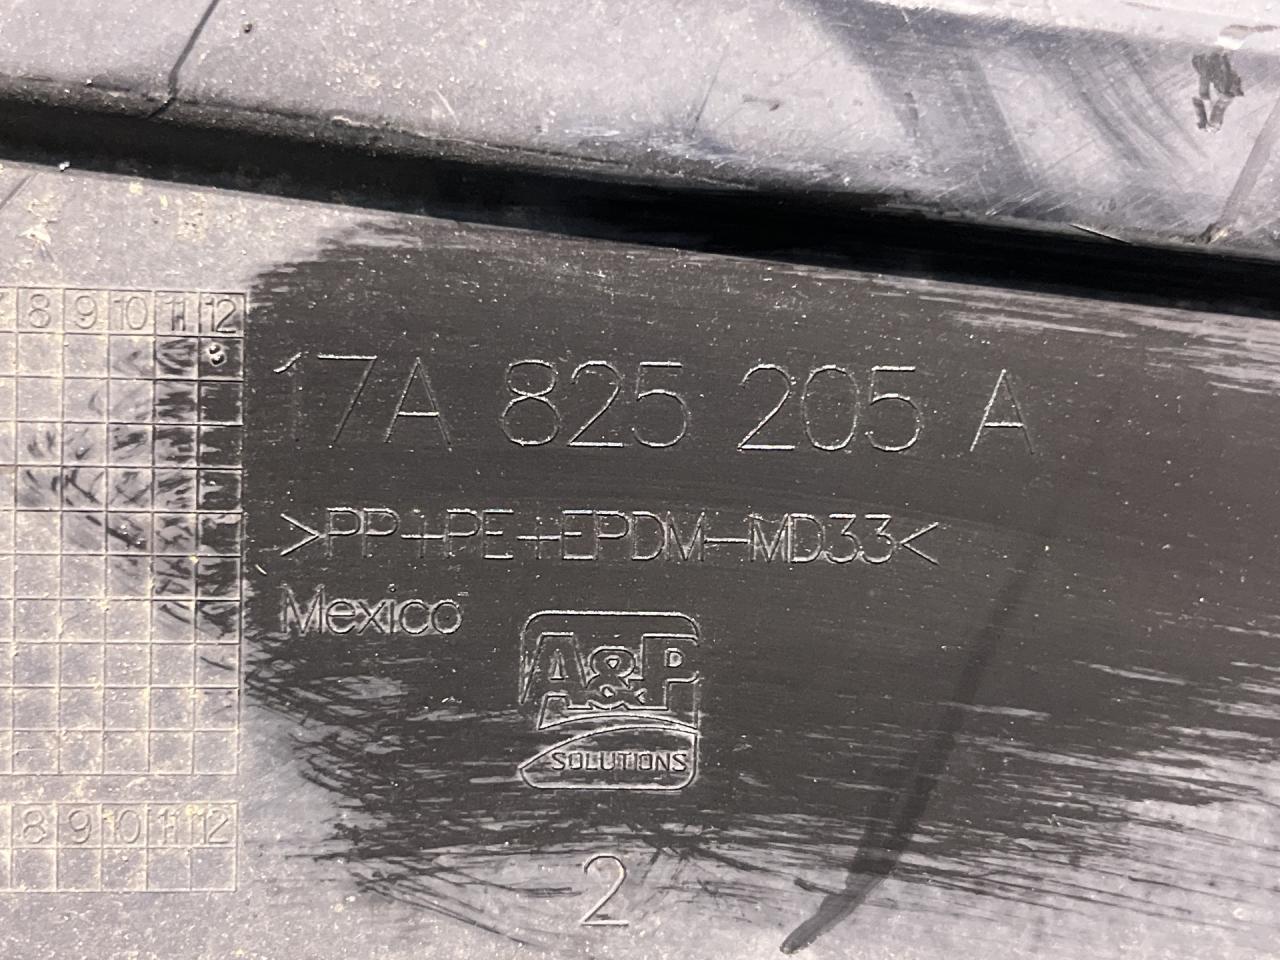 8 9 10 11 12
17A 825 205 A
>PP+PE+EPDM-MD33<
Mexico
A&P
SOLUTIONS
8 9 10 11 12
2